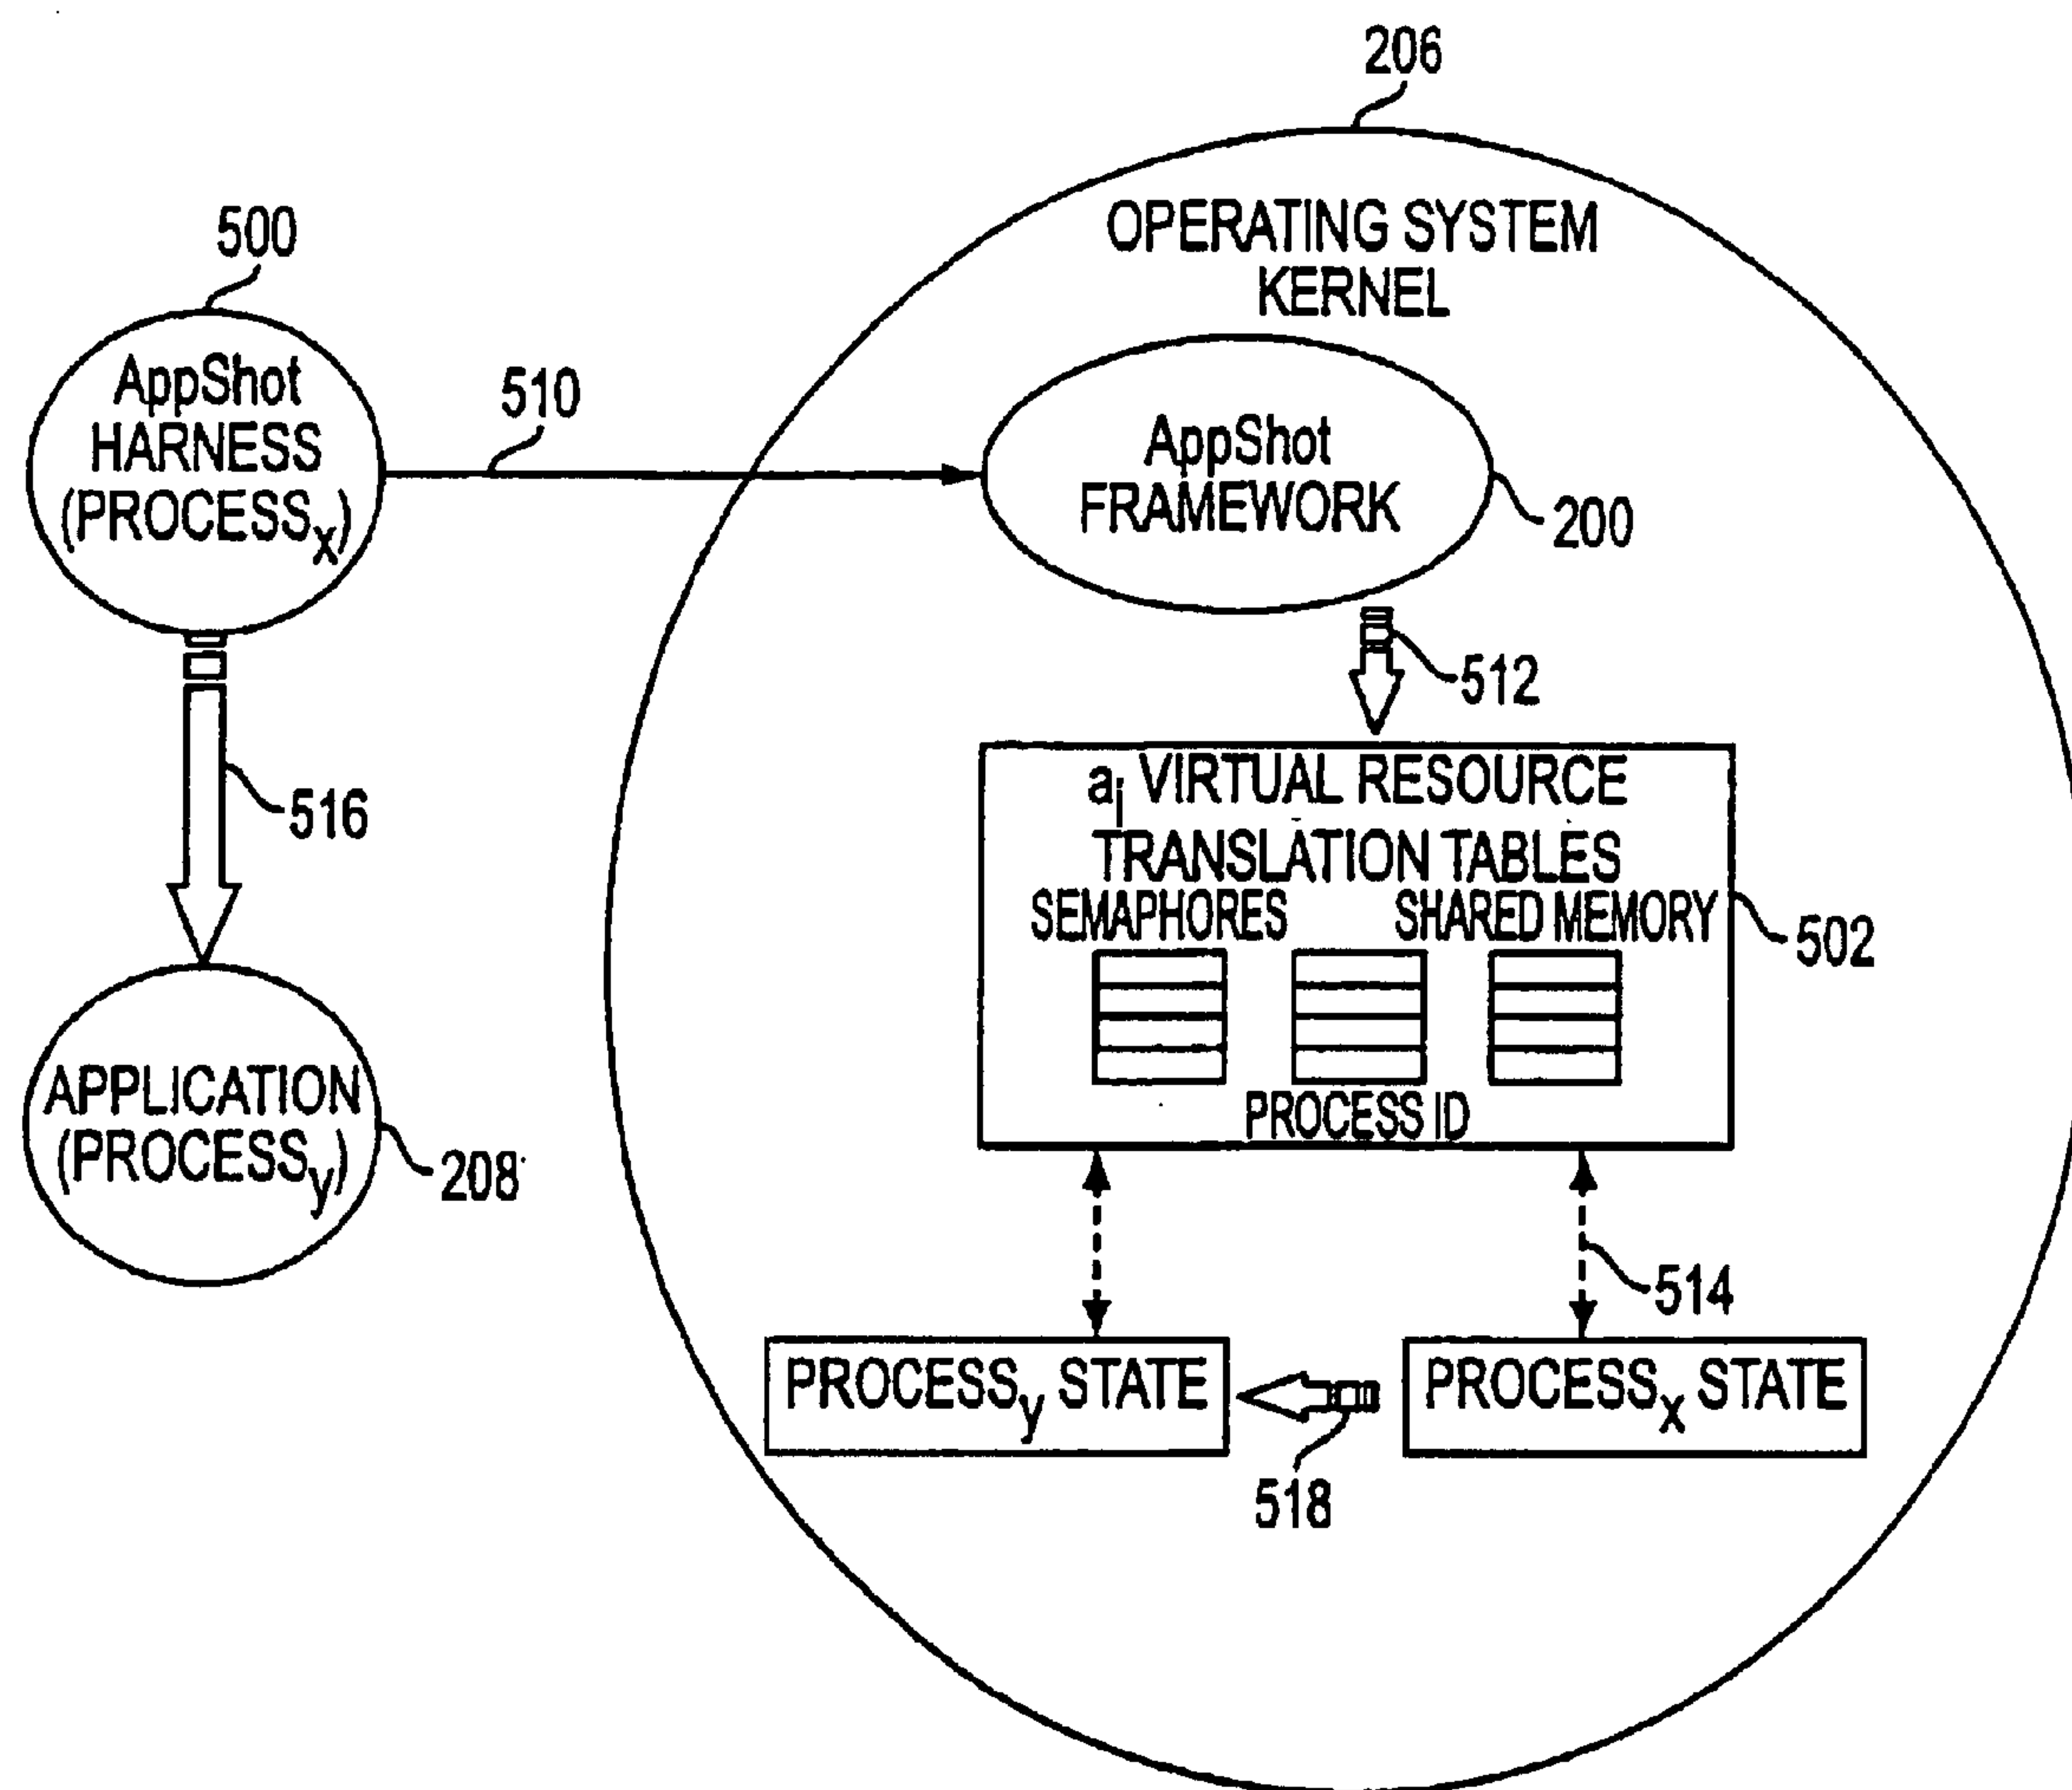 206
OPERATING SYSTEM
KERNEL
500
AppShot
HARNESS
(PROCESSx)
510
AppShot
FRAMEWORK
200
512
516
ai VIRTUAL RESOURCE
TRANSLATION TABLES
SEMAPHORES SHARED MEMORY
502
PROCESS ID
APPLICATION
(PROCESSy)
208
514
PROCESSy STATE
PROCESSx STATE
518